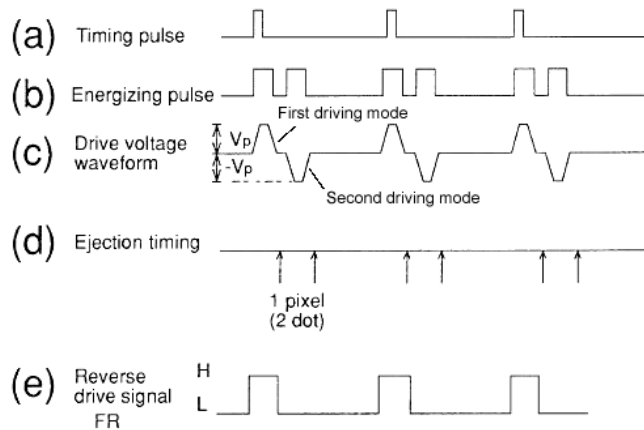 (a) Timing pulse
(b) Energizing pulse
First driving mode
(c) Drive voltage
waveform
Vp
-Vp
Second driving mode
(d) Ejection timing
1 pixel
(2 dot)
(e) Reverse
drive signal
FR
H
L